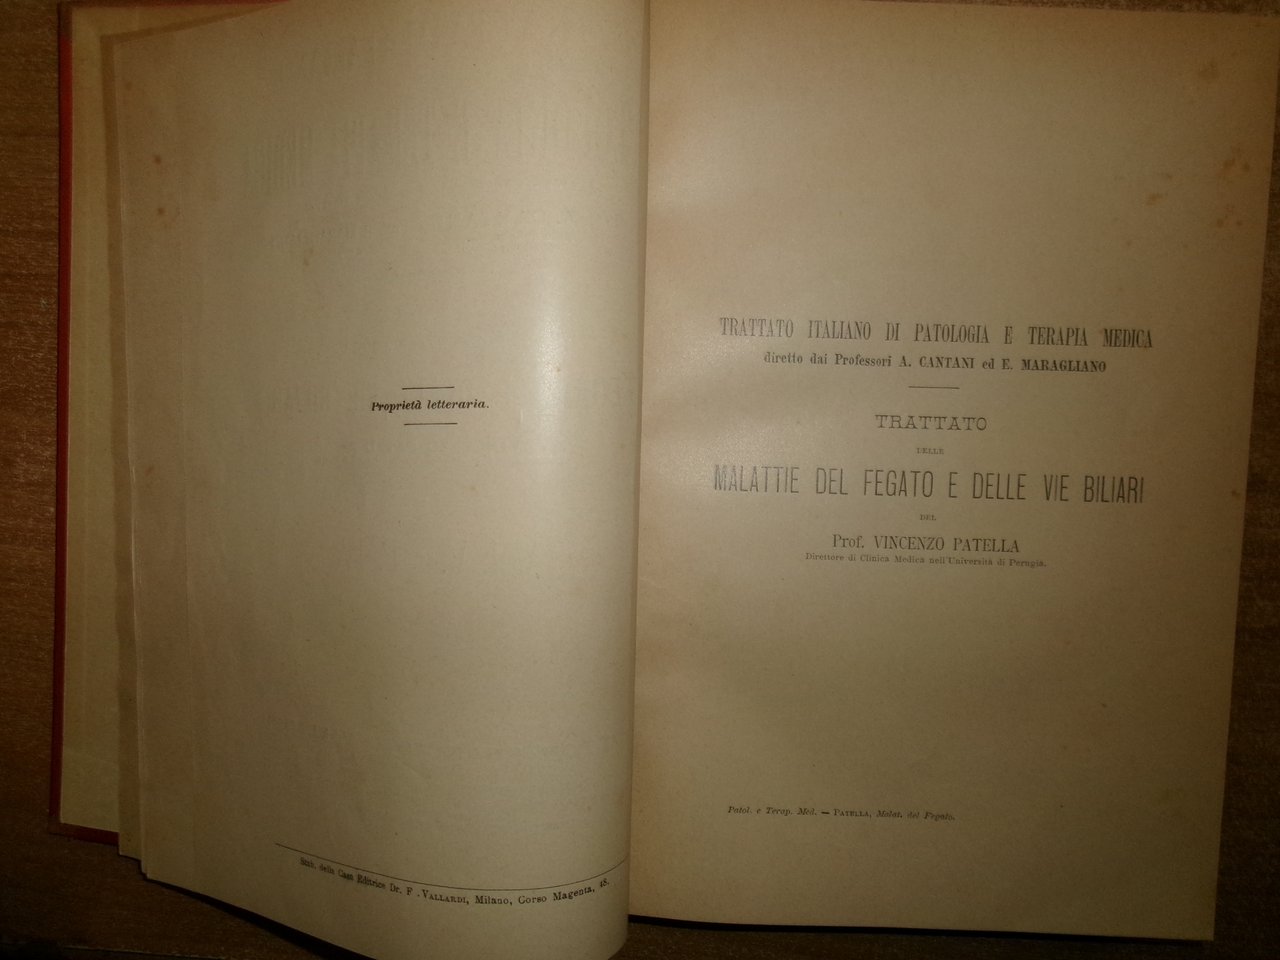 Proprietà letteraria.
Stab. della Casa Editrice Dr. F. VALLARDI, Milano, Corso Magenta, 48.
TRATTATO ITALIANO DI PATOLOGIA E TERAPIA MEDICA
diretto dai Professori A. CANTANI ed E. MARAGLIANO
TRATTATO
DELLE
MALATTIE DEL FEGATO E DELLE VIE BILIARI
DEL
Prof. VINCENZO PATELLA
Direttore di Clinica Medica nell'Università di Perugia.
Patol. e Terap. Med. — PATELLA, Malat. del Fegato.